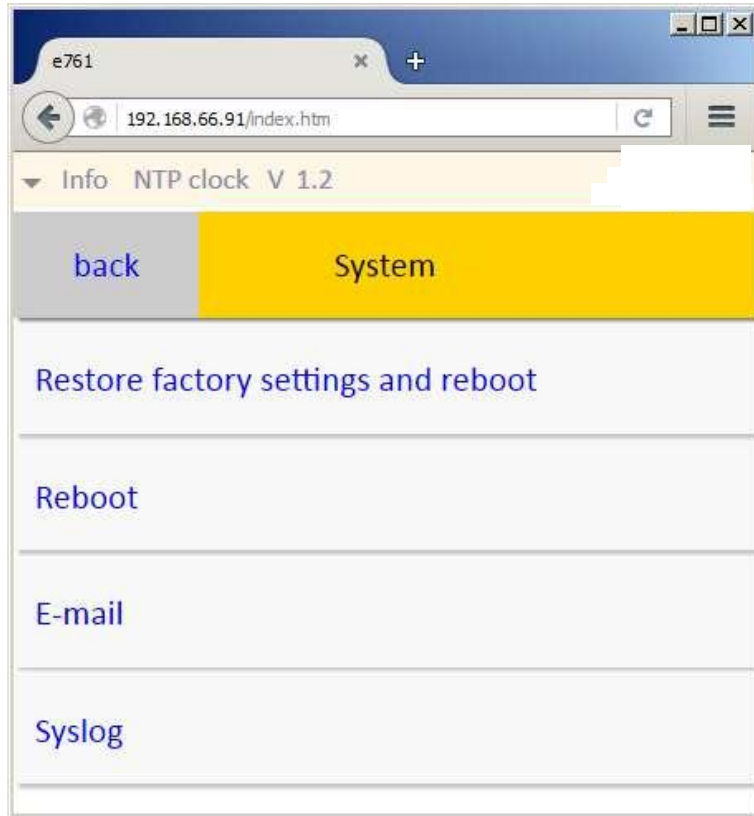 e761
192.168.66.91/index.htm
Info NTP clock V 1.2
back System
Restore factory settings and reboot
Reboot
E-mail
Syslog